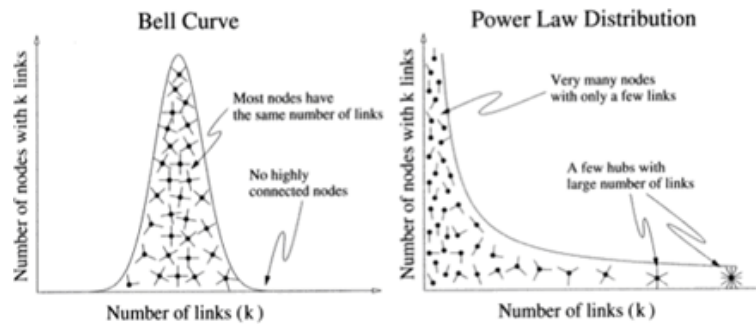 Bell Curve
Number of nodes with k links
Most nodes have
the same number of links
No highly
connected nodes
Number of links (k)
Power Law Distribution
Number of nodes with k links
Very many nodes
with only a few links
A few hubs with
large number of links
Number of links (k)